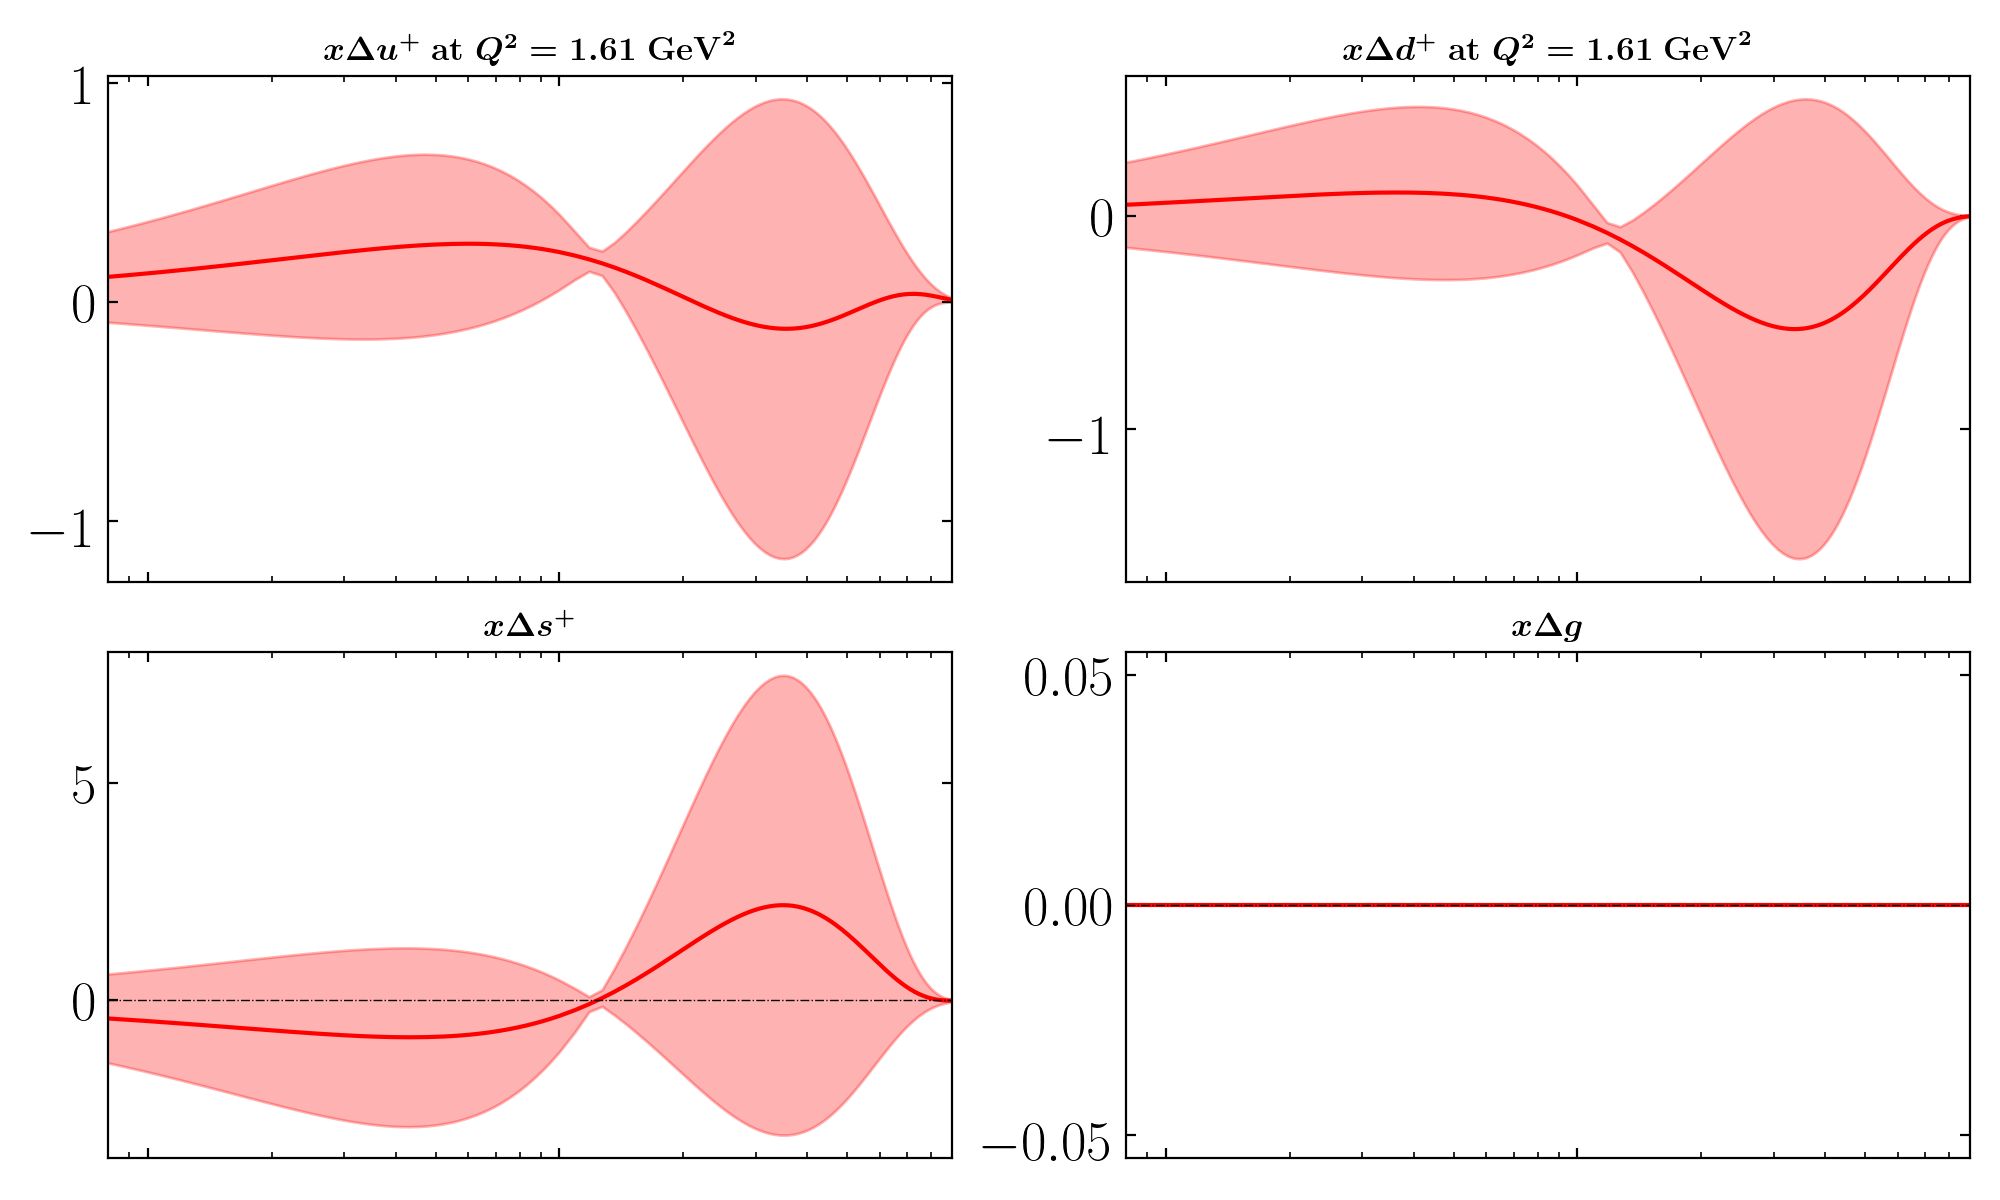 xΔu⁺ at Q² = 1.61 GeV²
1
0
−1
xΔd⁺ at Q² = 1.61 GeV²
0
−1
xΔs⁺
5
0
xΔg
0.05
0.00
−0.05